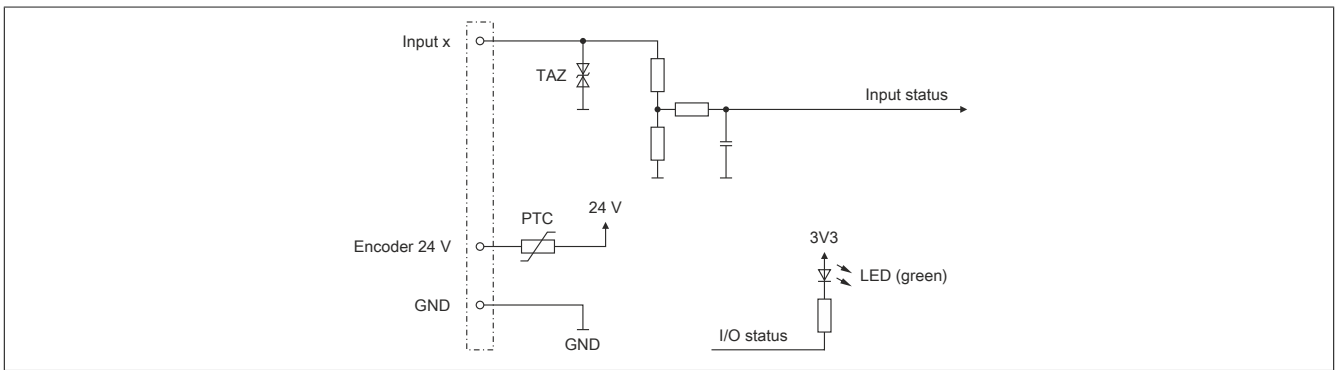 Input x
TAZ
Input status
24 V
PTC
Encoder 24 V
3V3
LED (green)
GND
I/O status
GND